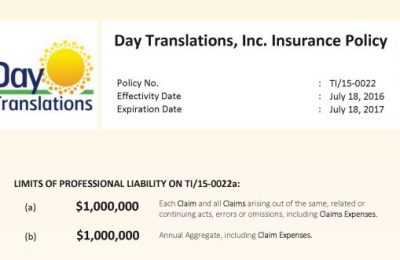 Day
Translations
Day Translations, Inc. Insurance Policy
Policy No. : TI/15-0022
Effectivity Date : July 18, 2016
Expiration Date : July 18, 2017
LIMITS OF PROFESSIONAL LIABILITY ON TI/15-0022a:
(a) $1,000,000 Each Claim and all Claims arising out of the same, related or
continuing acts, errors or omissions, including Claims Expenses.
(b) $1,000,000 Annual Aggregate, including Claim Expenses.